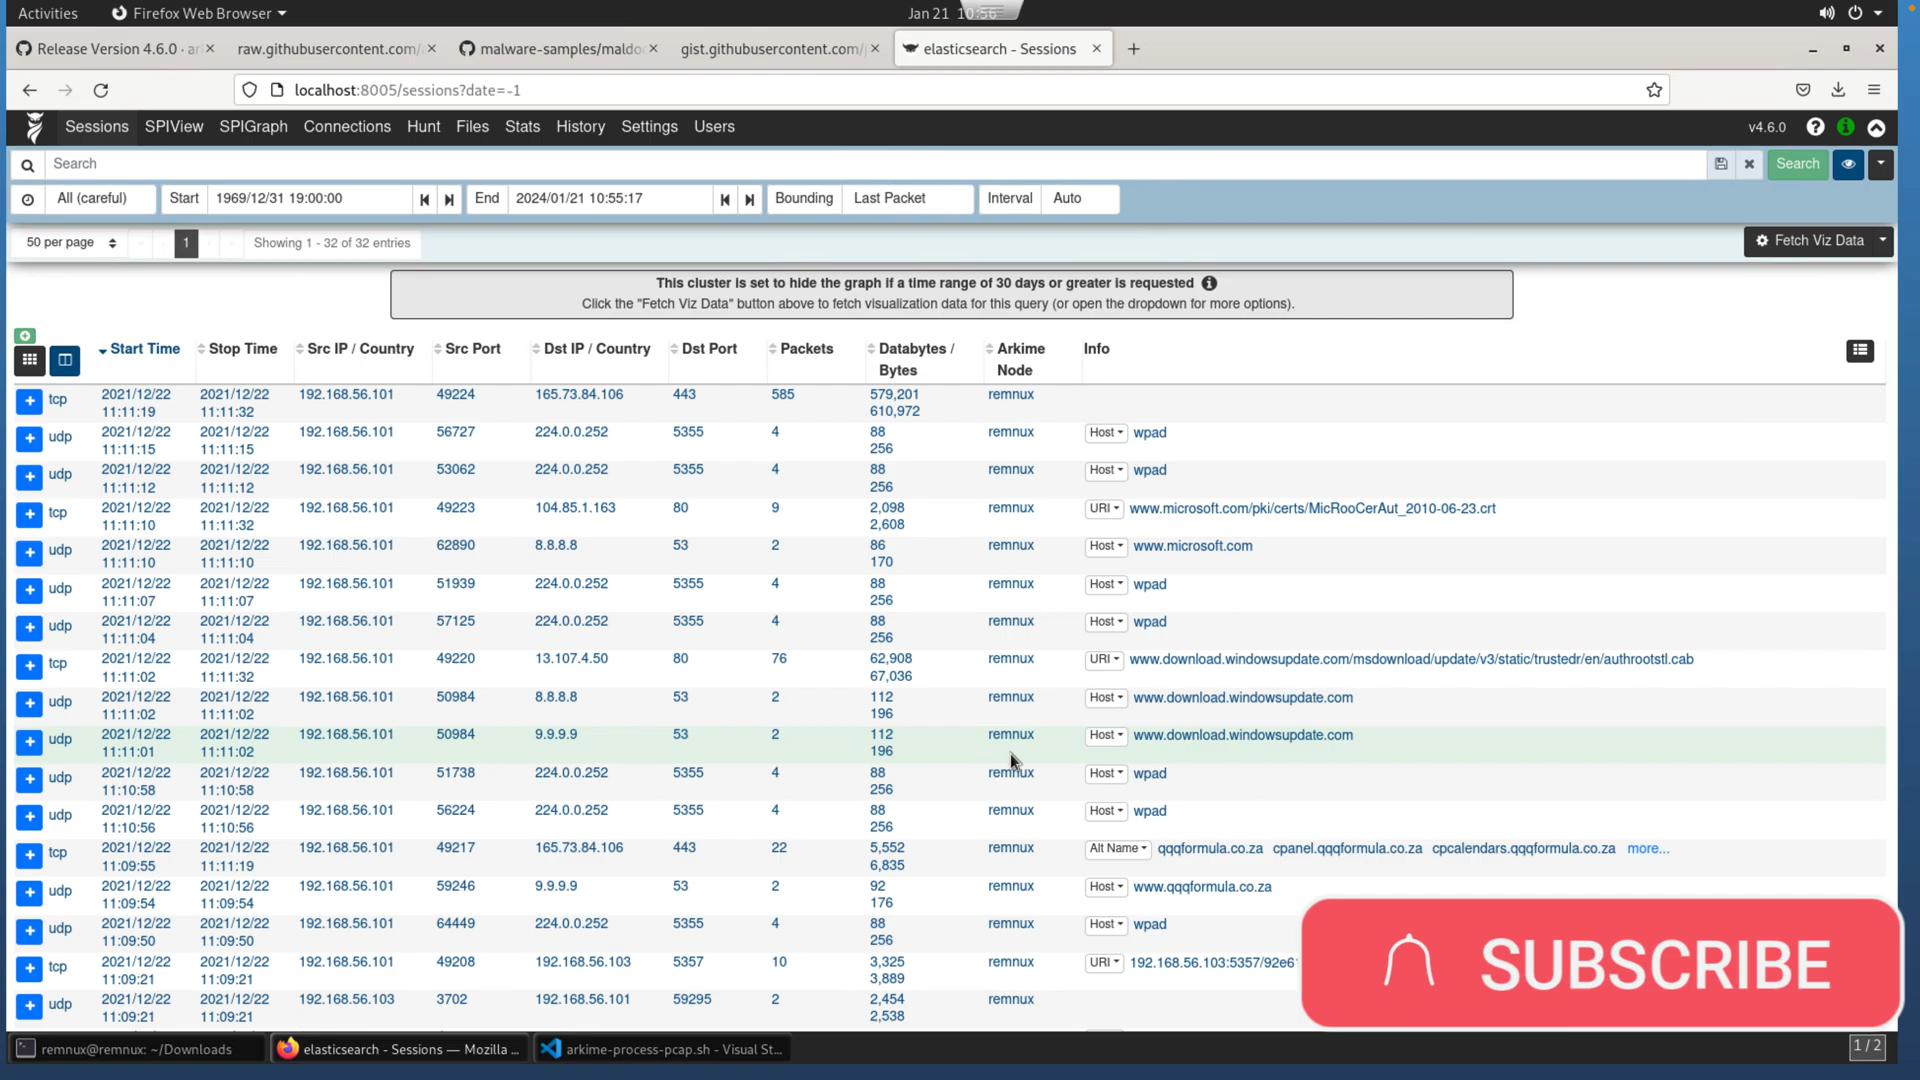 Activities Firefox Web Browser Jan 21 10:56
Release Version 4.6.0 · ar raw.githubusercontent.com/ malware-samples/maldo gist.githubusercontent.com/ elasticsearch - Sessions
localhost:8005/sessions?date=-1
Sessions SPIView SPIGraph Connections Hunt Files Stats History Settings Users v4.6.0
Search Search
All (careful) Start 1969/12/31 19:00:00 End 2024/01/21 10:55:17 Bounding Last Packet Interval Auto
50 per page 1 Showing 1 - 32 of 32 entries Fetch Viz Data
This cluster is set to hide the graph if a time range of 30 days or greater is requested
Click the "Fetch Viz Data" button above to fetch visualization data for this query (or open the dropdown for more options).
Start Time Stop Time Src IP / Country Src Port Dst IP / Country Dst Port Packets Databytes / Arkime Info
Bytes Node
tcp 2021/12/22 2021/12/22 192.168.56.101 49224 165.73.84.106 443 585 579,201 remnux
11:11:19 11:11:32 610,972
udp 2021/12/22 2021/12/22 192.168.56.101 56727 224.0.0.252 5355 4 88 remnux Host wpad
11:11:15 11:11:15 256
udp 2021/12/22 2021/12/22 192.168.56.101 53062 224.0.0.252 5355 4 88 remnux Host wpad
11:11:12 11:11:12 256
tcp 2021/12/22 2021/12/22 192.168.56.101 49223 104.85.1.163 80 9 2,098 remnux URI www.microsoft.com/pki/certs/MicRooCerAut_2010-06-23.crt
11:11:10 11:11:32 2,608
udp 2021/12/22 2021/12/22 192.168.56.101 62890 8.8.8.8 53 2 86 remnux Host www.microsoft.com
11:11:10 11:11:10 170
udp 2021/12/22 2021/12/22 192.168.56.101 51939 224.0.0.252 5355 4 88 remnux Host wpad
11:11:07 11:11:07 256
udp 2021/12/22 2021/12/22 192.168.56.101 57125 224.0.0.252 5355 4 88 remnux Host wpad
11:11:04 11:11:04 256
tcp 2021/12/22 2021/12/22 192.168.56.101 49220 13.107.4.50 80 76 62,908 remnux URI www.download.windowsupdate.com/msdownload/update/v3/static/trustedr/en/authrootstl.cab
11:11:02 11:11:32 67,036
udp 2021/12/22 2021/12/22 192.168.56.101 50984 8.8.8.8 53 2 112 remnux Host www.download.windowsupdate.com
11:11:02 11:11:02 196
udp 2021/12/22 2021/12/22 192.168.56.101 50984 9.9.9.9 53 2 112 remnux Host www.download.windowsupdate.com
11:11:01 11:11:02 196
udp 2021/12/22 2021/12/22 192.168.56.101 51738 224.0.0.252 5355 4 88 remnux Host wpad
11:10:58 11:10:58 256
udp 2021/12/22 2021/12/22 192.168.56.101 56224 224.0.0.252 5355 4 88 remnux Host wpad
11:10:56 11:10:56 256
tcp 2021/12/22 2021/12/22 192.168.56.101 49217 165.73.84.106 443 22 5,552 remnux Alt Name qqqformula.co.za cpanel.qqqformula.co.za cpcalendars.qqqformula.co.za more...
11:09:55 11:11:19 6,835
udp 2021/12/22 2021/12/22 192.168.56.101 59246 9.9.9.9 53 2 92 remnux Host www.qqqformula.co.za
11:09:54 11:09:54 176
udp 2021/12/22 2021/12/22 192.168.56.101 64449 224.0.0.252 5355 4 88 remnux Host wpad
11:09:50 11:09:50 256
tcp 2021/12/22 2021/12/22 192.168.56.101 49208 192.168.56.103 5357 10 3,325 remnux URI 192.168.56.103:5357/92e6
11:09:21 11:09:21 3,889
udp 2021/12/22 2021/12/22 192.168.56.103 3702 192.168.56.101 59295 2 2,454 remnux
11:09:21 11:09:21 2,538
SUBSCRIBE
remnux@remnux: ~/Downloads elasticsearch - Sessions — Mozilla ... arkime-process-pcap.sh - Visual St... 1 / 2